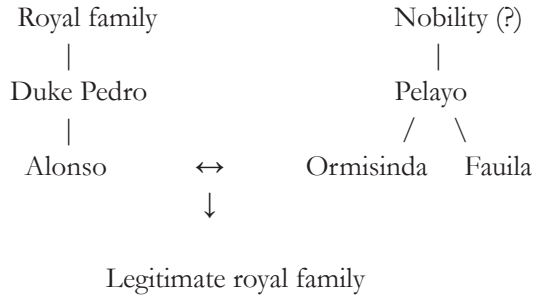 Royal family Nobility (?)
| |
Duke Pedro Pelayo
| / \
Alonso ↔ Ormisinda Fauila
↓
Legitimate royal family